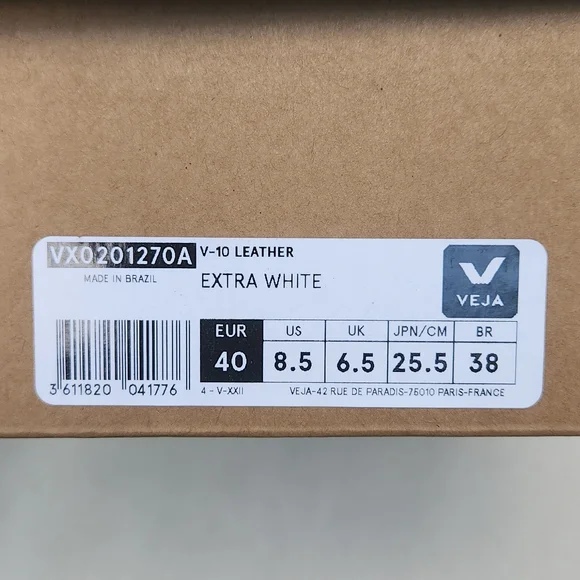 VX0201270A V-10 LEATHER
MADE IN BRAZIL EXTRA WHITE
VEJA
EUR US UK JPN/CM BR
40 8.5 6.5 25.5 38
3 611820 041776
4 - V-XXII VEJA-42 RUE DE PARADIS-75010 PARIS-FRANCE